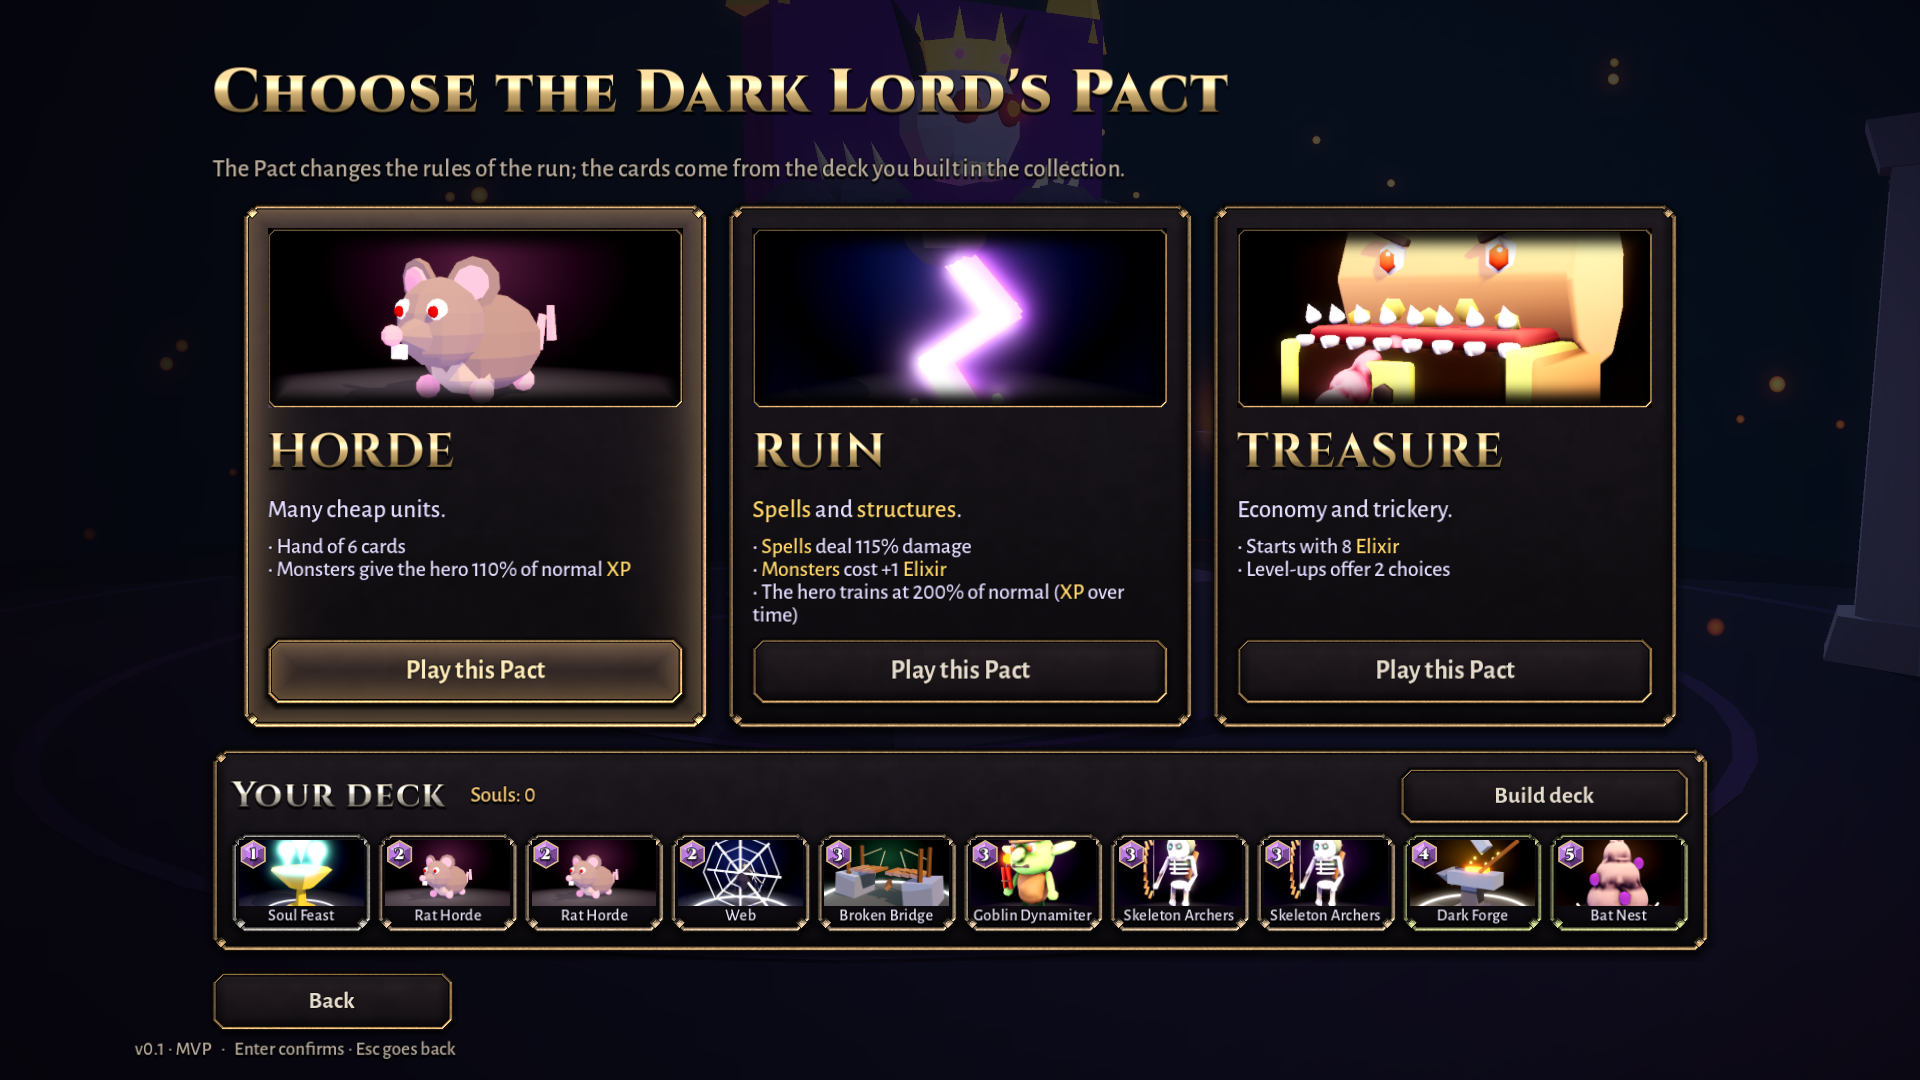 Choose the Dark Lord's Pact
The Pact changes the rules of the run; the cards come from the deck you built in the collection.
HORDE
Many cheap units.
· Hand of 6 cards
· Monsters give the hero 110% of normal XP
Play this Pact
RUIN
Spells and structures.
· Spells deal 115% damage
· Monsters cost +1 Elixir
· The hero trains at 200% of normal (XP over
time)
Play this Pact
TREASURE
Economy and trickery.
· Starts with 8 Elixir
· Level-ups offer 2 choices
Play this Pact
Your deck
Souls: 0
Build deck
1
Soul Feast
2
Rat Horde
2
Rat Horde
2
Web
3
Broken Bridge
3
Goblin Dynamiter
3
Skeleton Archers
3
Skeleton Archers
4
Dark Forge
5
Bat Nest
Back
v0.1 · MVP · Enter confirms · Esc goes back